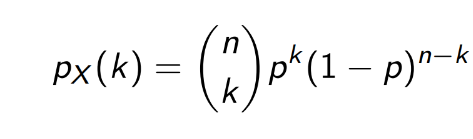 p_X(k) = \binom{n}{k} p^k (1 − p)^{n−k}